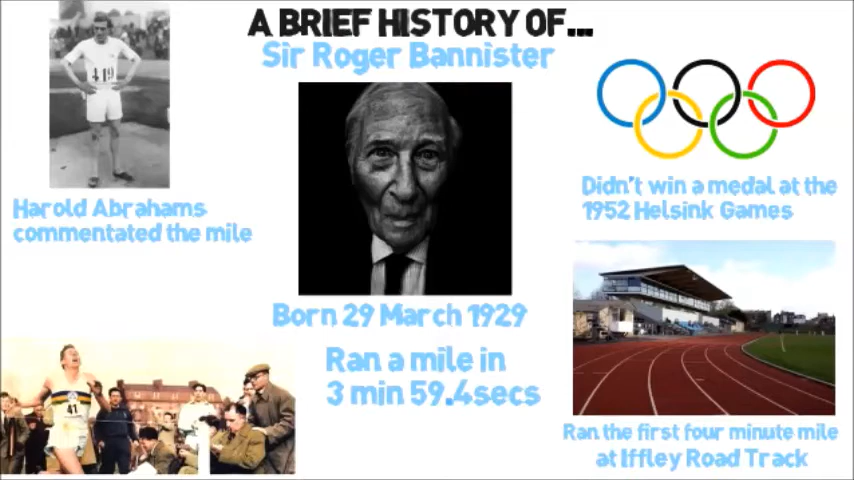 A BRIEF HISTORY OF...
Sir Roger Bannister
419
Harold Abrahams
commentated the mile
Didn't win a medal at the
1952 Helsink Games
Born 29 March 1929
Ran a mile in
3 min 59.4secs
41
Ran the first four minute mile
at Iffley Road Track